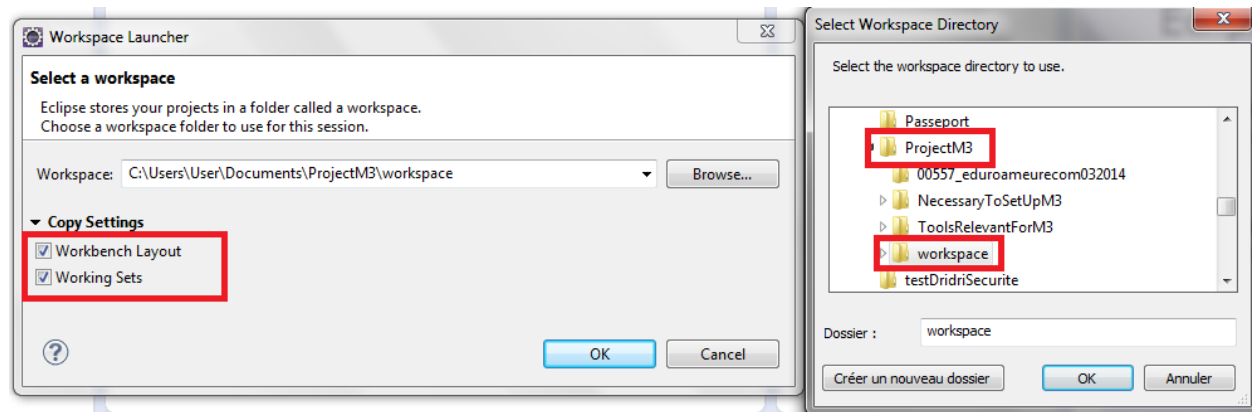 Workspace Launcher
Select a workspace
Eclipse stores your projects in a folder called a workspace.
Choose a workspace folder to use for this session.
Workspace: C:\Users\User\Documents\ProjectM3\workspace Browse...
Copy Settings
Workbench Layout
Working Sets
OK Cancel
Select Workspace Directory
Select the workspace directory to use.
Passeport
ProjectM3
00557_eduroameurecom032014
NecessaryToSetUpM3
ToolsRelevantForM3
workspace
testDridriSecurite
Dossier : workspace
Créer un nouveau dossier OK Annuler